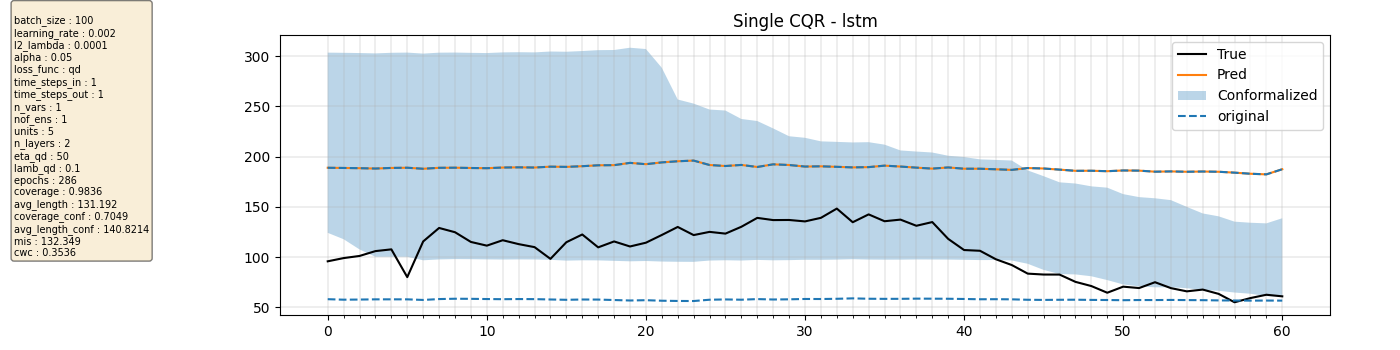 Single CQR - lstm
batch_size : 100
learning_rate : 0.002
l2_lambda : 0.0001
alpha : 0.05
loss_func : qd
time_steps_in : 1
time_steps_out : 1
n_vars : 1
nof_ens : 1
units : 5
n_layers : 2
eta_qd : 50
lamb_qd : 0.1
epochs : 286
coverage : 0.9836
avg_length : 131.192
coverage_conf : 0.7049
avg_length_conf : 140.8214
mis : 132.349
cwc : 0.3536
300
250
200
150
100
50
True
Pred
Conformalized
original
0 10 20 30 40 50 60